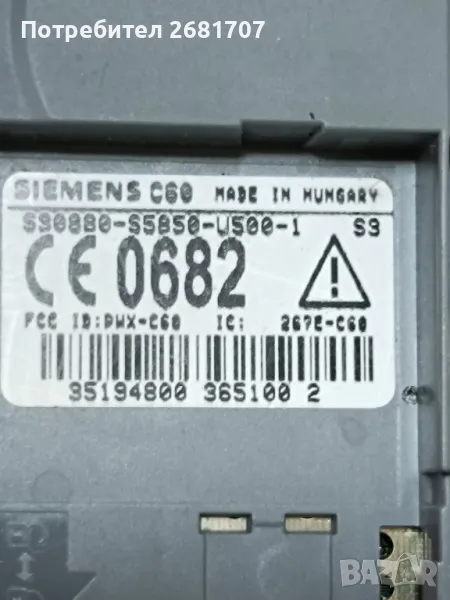 Потребител 2681707
SIEMENS C60 MADE IN HUNGARY
S30880-S5850-U500-1 S3
CE 0682
FCC ID:PWX-C60 IC: 267E-C60
35194800 365100 2
BAZAR